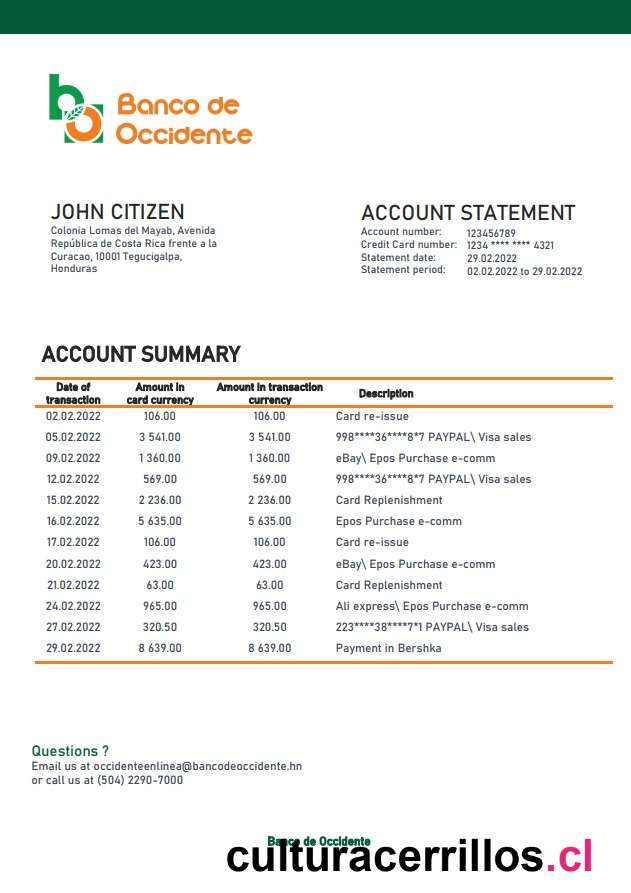 Banco de
Occidente
JOHN CITIZEN
Colonia Lomas del Mayab, Avenida
República de Costa Rica frente a la
Curacao, 10001 Tegucigalpa,
Honduras
ACCOUNT STATEMENT
Account number: 123456789
Credit Card number: 1234 **** **** 4321
Statement date: 29.02.2022
Statement period: 02.02.2022 to 29.02.2022
ACCOUNT SUMMARY
Date of transaction Amount in card currency Amount in transaction currency Description
02.02.2022 106.00 106.00 Card re-issue
05.02.2022 3 541.00 3 541.00 998****36****8*7 PAYPAL\ Visa sales
09.02.2022 1 360.00 1 360.00 eBay\ Epos Purchase e-comm
12.02.2022 569.00 569.00 998****36****8*7 PAYPAL\ Visa sales
15.02.2022 2 236.00 2 236.00 Card Replenishment
16.02.2022 5 635.00 5 635.00 Epos Purchase e-comm
17.02.2022 106.00 106.00 Card re-issue
20.02.2022 423.00 423.00 eBay\ Epos Purchase e-comm
21.02.2022 63.00 63.00 Card Replenishment
24.02.2022 965.00 965.00 Ali express\ Epos Purchase e-comm
27.02.2022 320.50 320.50 223****38****7*1 PAYPAL\ Visa sales
29.02.2022 8 639.00 8 639.00 Payment in Bershka
Questions ?
Email us at occidenteenlinea@bancodeoccidente.hn
or call us at (504) 2290-7000
Banco de Occidente
culturacerrillos.cl